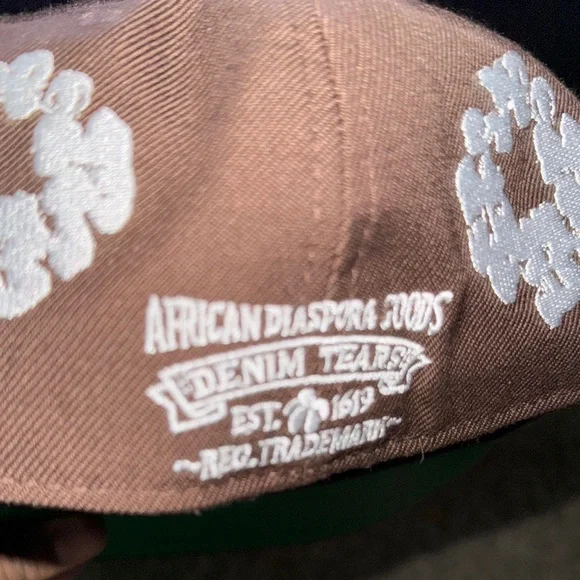 AFRICAN DIASPORA GOODS
DENIM TEARS
EST. 1619
~REG. TRADEMARK~